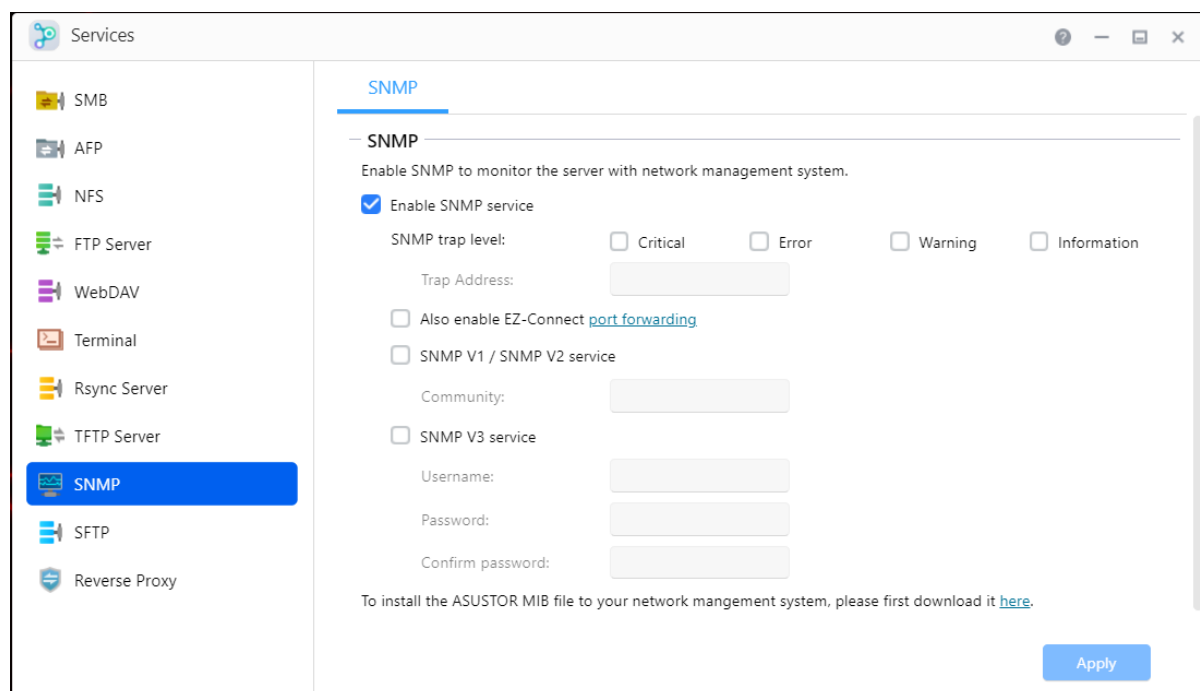 Services
SMB
AFP
NFS
FTP Server
WebDAV
Terminal
Rsync Server
TFTP Server
SNMP
SFTP
Reverse Proxy
SNMP
SNMP
Enable SNMP to monitor the server with network management system.
Enable SNMP service
SNMP trap level: Critical Error Warning Information
Trap Address:
Also enable EZ-Connect port forwarding
SNMP V1 / SNMP V2 service
Community:
SNMP V3 service
Username:
Password:
Confirm password:
To install the ASUSTOR MIB file to your network mangement system, please first download it here.
Apply